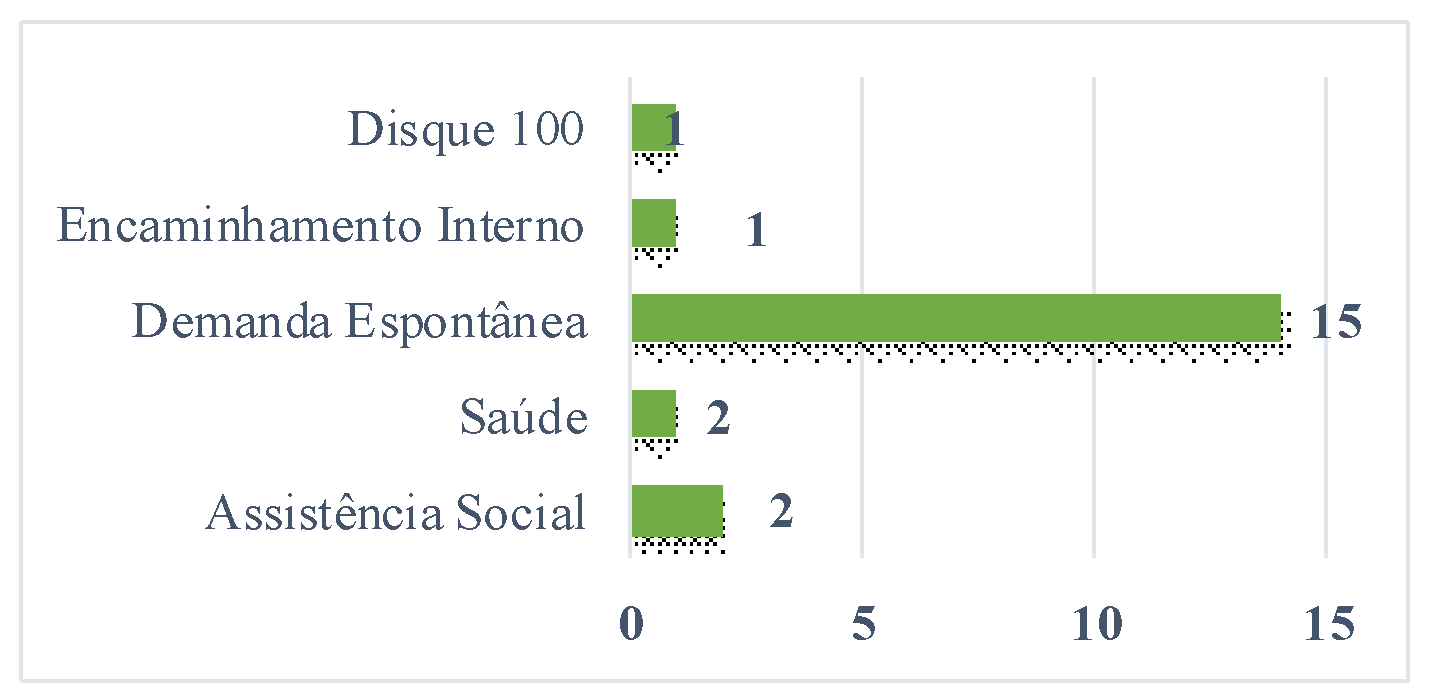 Disque 100 1
Encaminhamento Interno 1
Demanda Espontânea 15
Saúde 2
Assistência Social 2
0 5 10 15